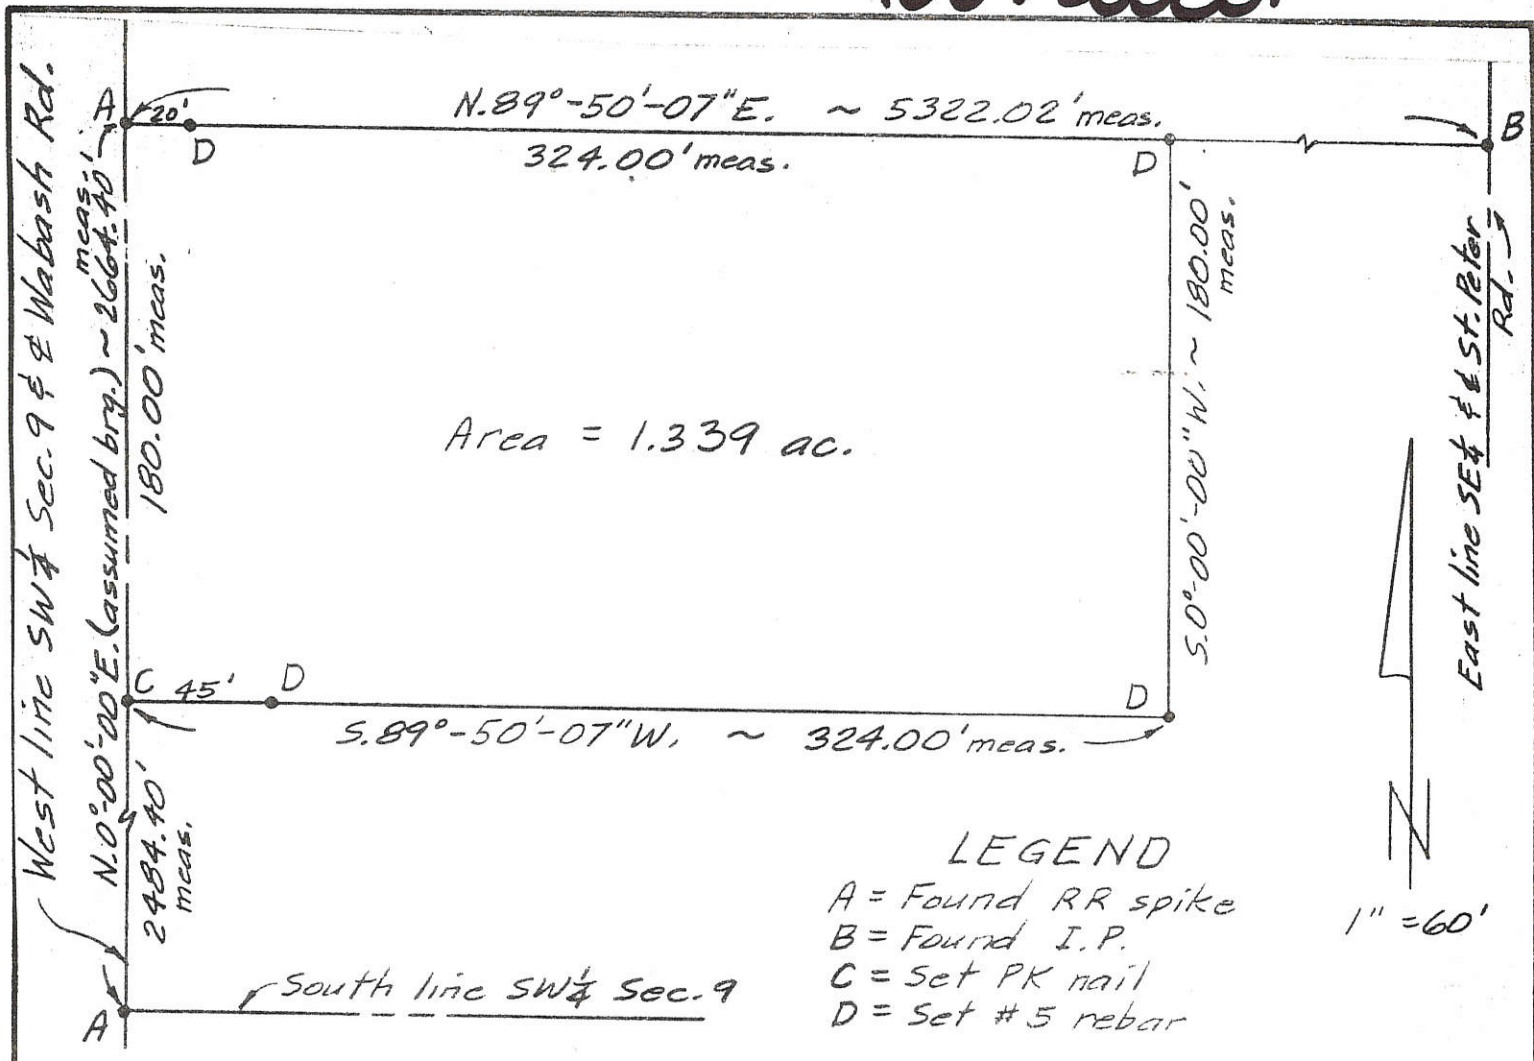 A
20'
N.89°-50'-07"E. ~ 5322.02' meas.
B
D
324.00' meas.
D
West line SW¼ Sec. 9 & ℄ Wabash Rd.
N.0°-00'-00"E. (assumed brg.) ~ 2664.40'
meas.
180.00' meas.
S.0°-00'-00"W. ~ 180.00'
meas.
East line SE¼ & ℄ St. Peter
Rd.
Area = 1.339 ac.
C
45'
D
D
S.89°-50'-07"W. ~ 324.00' meas.
2484.40'
meas.
N
1" = 60'
LEGEND
A = Found RR spike
B = Found I.P.
C = Set PK nail
D = Set #5 rebar
South line SW¼ Sec. 9
A